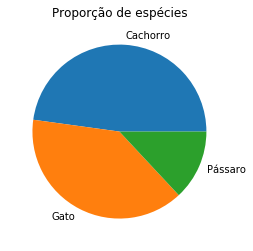 Proporção de espécies
Cachorro
Pássaro
Gato